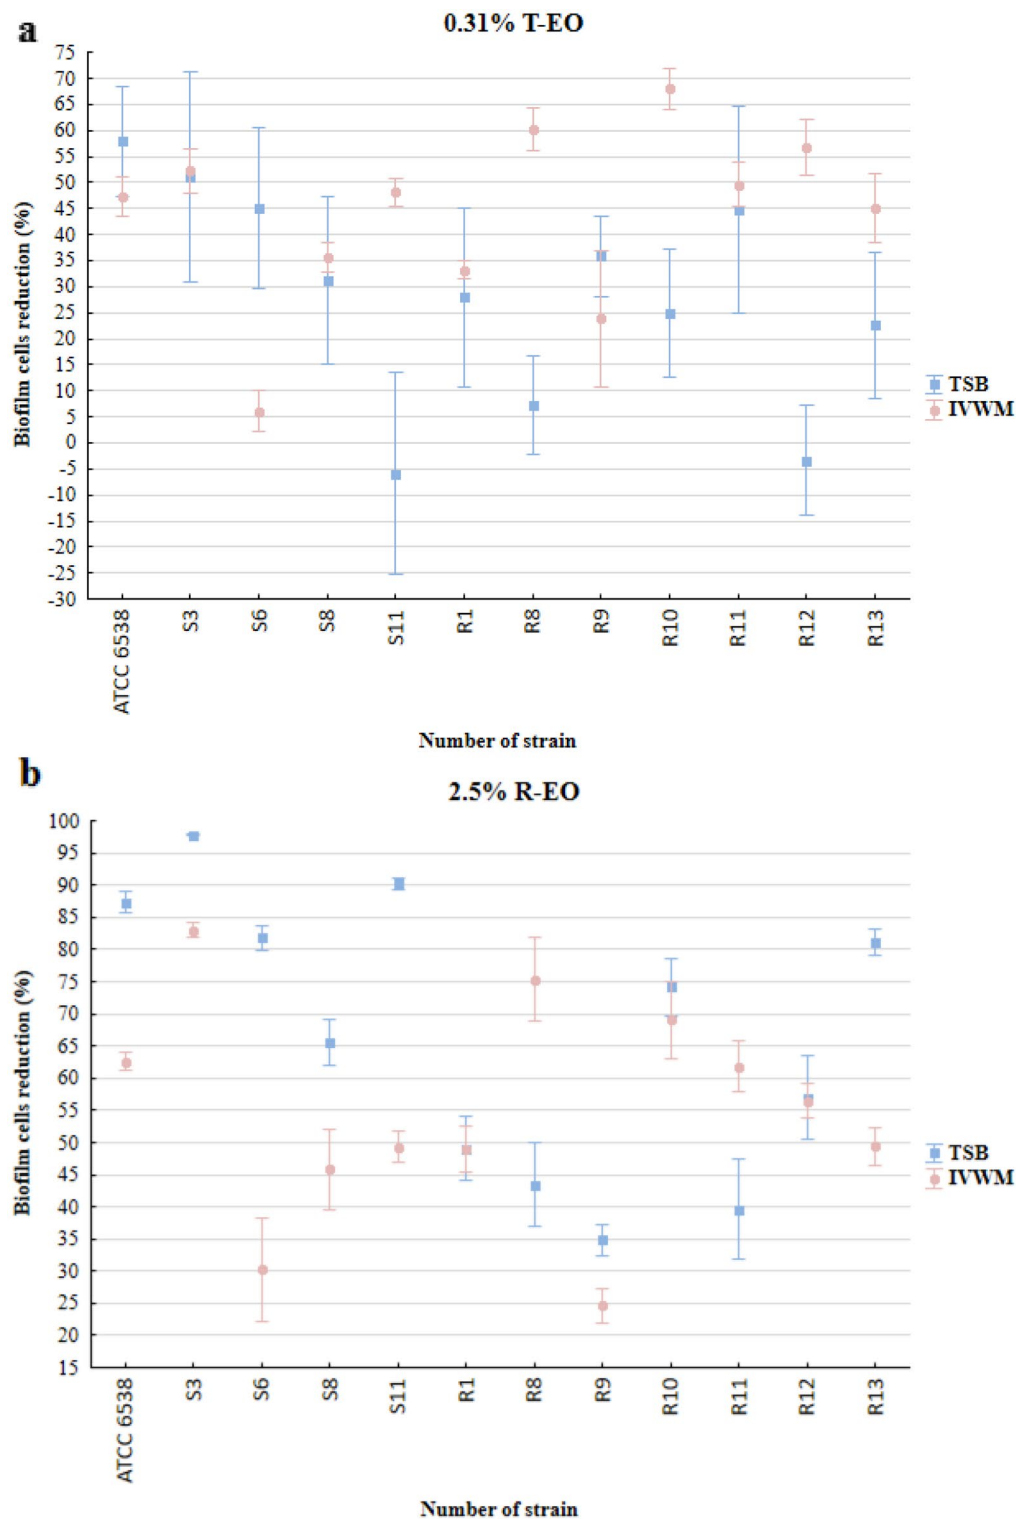 a
0.31% T-EO
75
70
65
60
55
50
45
40
35
30
25
20
15
10
5
0
-5
-10
-15
-20
-25
-30
Biofilm cells reduction (%)
TSB
IVWM
ATCC 6538 S3 S6 S8 S11 R1 R8 R9 R10 R11 R12 R13
Number of strain
b
2.5% R-EO
100
95
90
85
80
75
70
65
60
55
50
45
40
35
30
25
20
15
Biofilm cells reduction (%)
TSB
IVWM
ATCC 6538 S3 S6 S8 S11 R1 R8 R9 R10 R11 R12 R13
Number of strain